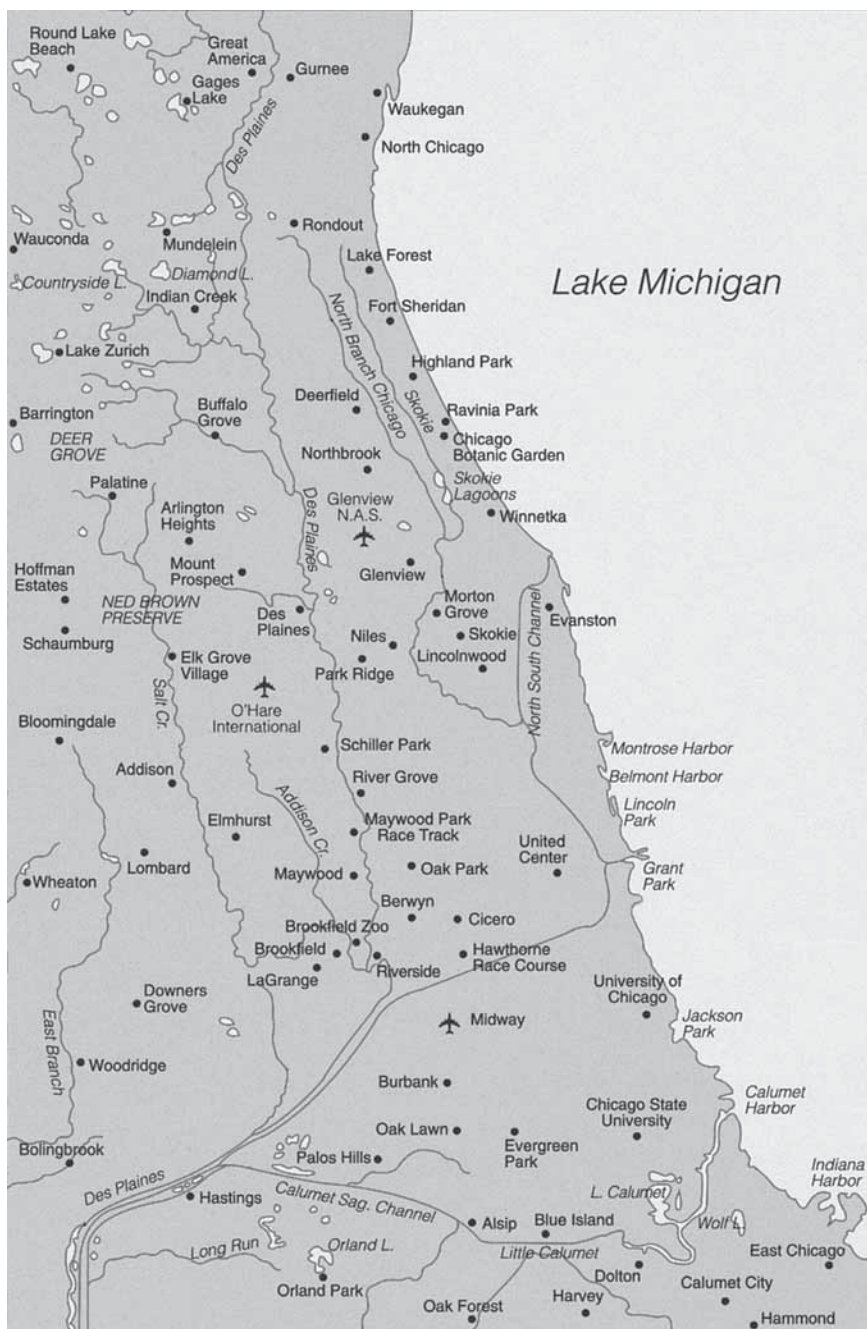 Round Lake
Beach
Great
America
Gages
Lake
Gurnee
Waukegan
North Chicago
Des Plaines
Rondout
Wauconda
Mundelein
Lake Forest
Countryside L.
Diamond L.
Indian Creek
Lake Michigan
Fort Sheridan
North Branch Chicago
Lake Zurich
Highland Park
Skokie
Deerfield
Barrington
Buffalo
Grove
Ravinia Park
Chicago
Botanic Garden
DEER
GROVE
Northbrook
Skokie
Lagoons
Palatine
Glenview
N.A.S.
Des Plaines
Arlington
Heights
Winnetka
Hoffman
Estates
Mount
Prospect
Glenview
NED BROWN
PRESERVE
Des
Plaines
Morton
Grove
Evanston
Schaumburg
Niles
Skokie
Elk Grove
Village
Park Ridge
Lincolnwood
North South Channel
Salt Cr.
O'Hare
International
Bloomingdale
Schiller Park
Montrose Harbor
Addison
River Grove
Belmont Harbor
Addison Cr.
Lincoln
Park
Elmhurst
Maywood Park
Race Track
Lombard
Oak Park
United
Center
Wheaton
Maywood
Grant
Park
Berwyn
Cicero
Brookfield Zoo
Brookfield
LaGrange
Riverside
Hawthorne
Race Course
Downers
Grove
University of
Chicago
East Branch
Midway
Jackson
Park
Woodridge
Burbank
Calumet
Harbor
Chicago State
University
Oak Lawn
Evergreen
Park
Bolingbrook
Palos Hills
Indiana
Harbor
Des Plaines
Hastings
Calumet Sag. Channel
L. Calumet
Wolf L.
Alsip
Blue Island
Long Run
Orland L.
Little Calumet
East Chicago
Dolton
Orland Park
Calumet City
Oak Forest
Harvey
Hammond